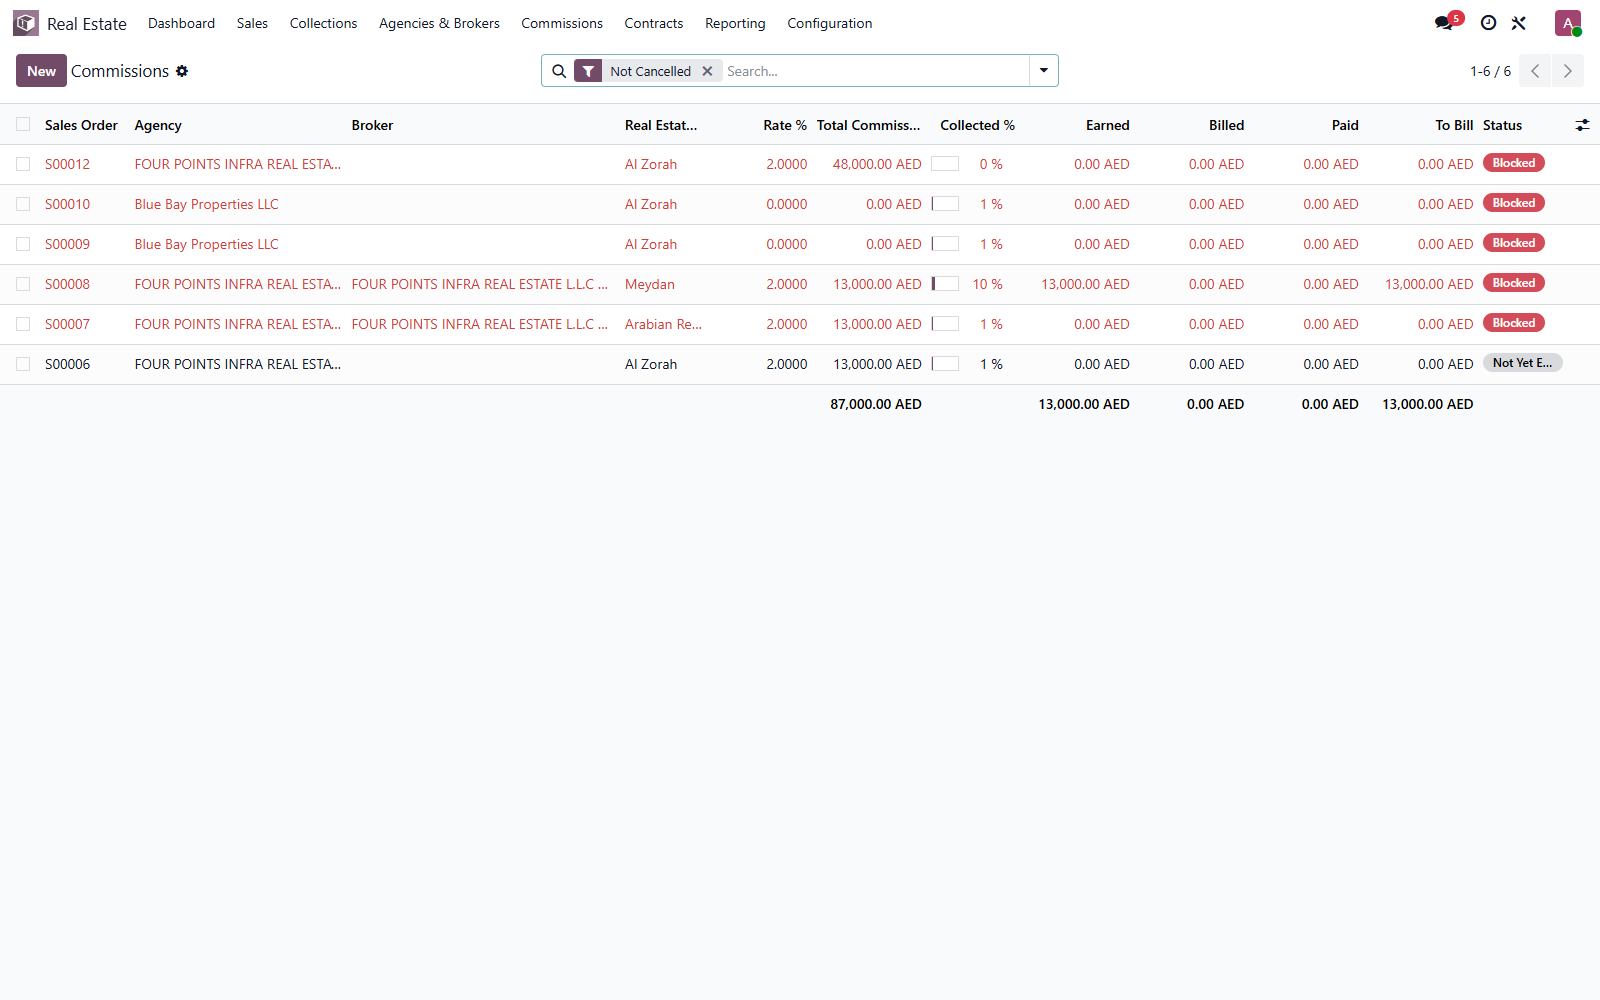 Real Estate Dashboard Sales Collections Agencies & Brokers Commissions Contracts Reporting Configuration 5 A
New Commissions Not Cancelled Search... 1-6 / 6
Sales Order Agency Broker Real Estat... Rate % Total Commiss... Collected % Earned Billed Paid To Bill Status
S00012 FOUR POINTS INFRA REAL ESTA... Al Zorah 2.0000 48,000.00 AED 0 % 0.00 AED 0.00 AED 0.00 AED 0.00 AED Blocked
S00010 Blue Bay Properties LLC Al Zorah 0.0000 0.00 AED 1 % 0.00 AED 0.00 AED 0.00 AED 0.00 AED Blocked
S00009 Blue Bay Properties LLC Al Zorah 0.0000 0.00 AED 1 % 0.00 AED 0.00 AED 0.00 AED 0.00 AED Blocked
S00008 FOUR POINTS INFRA REAL ESTA... FOUR POINTS INFRA REAL ESTATE L.L.C ... Meydan 2.0000 13,000.00 AED 10 % 13,000.00 AED 0.00 AED 0.00 AED 13,000.00 AED Blocked
S00007 FOUR POINTS INFRA REAL ESTA... FOUR POINTS INFRA REAL ESTATE L.L.C ... Arabian Re... 2.0000 13,000.00 AED 1 % 0.00 AED 0.00 AED 0.00 AED 0.00 AED Blocked
S00006 FOUR POINTS INFRA REAL ESTA... Al Zorah 2.0000 13,000.00 AED 1 % 0.00 AED 0.00 AED 0.00 AED 0.00 AED Not Yet E...
87,000.00 AED 13,000.00 AED 0.00 AED 0.00 AED 13,000.00 AED